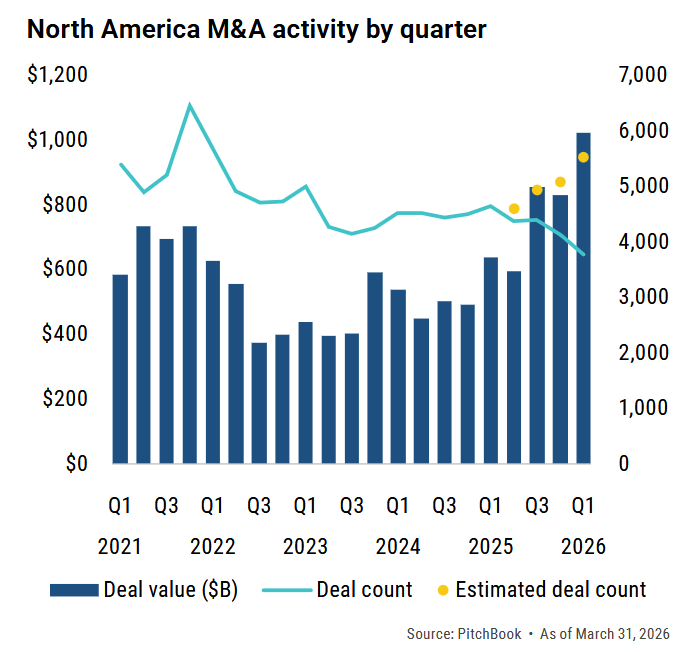 North America M&A activity by quarter
$1,200 7,000
$1,000 6,000
$800 5,000
$600 4,000
$400 3,000
$200 2,000
$0 1,000
0
Q1 Q3 Q1 Q3 Q1 Q3 Q1 Q3 Q1 Q3 Q1
2021 2022 2023 2024 2025 2026
Deal value ($B) Deal count Estimated deal count
Source: PitchBook • As of March 31, 2026